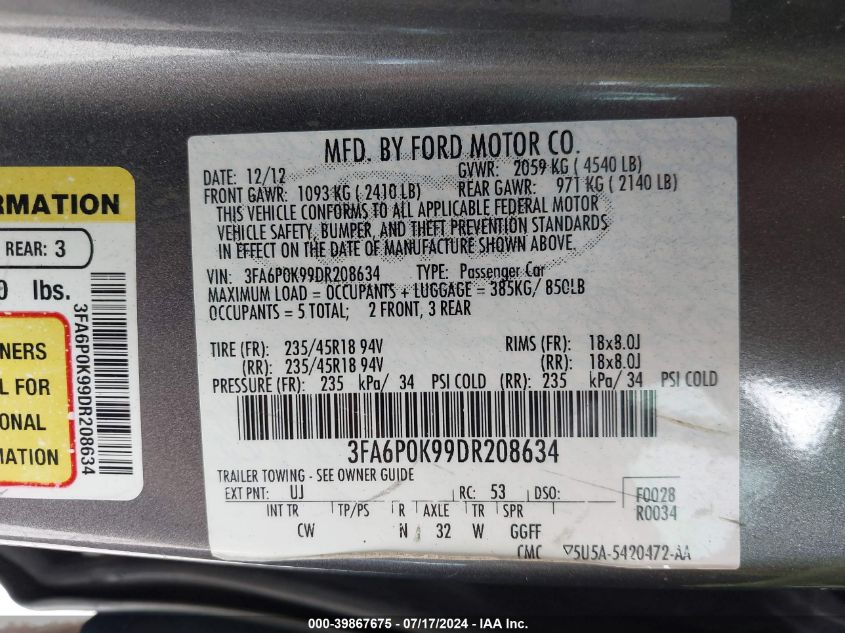 MFD. BY FORD MOTOR CO.
DATE: 12/12 GVWR: 2059 KG ( 4540 LB)
FRONT GAWR: 1093 KG ( 2410 LB) REAR GAWR: 971 KG ( 2140 LB)
THIS VEHICLE CONFORMS TO ALL APPLICABLE FEDERAL MOTOR
VEHICLE SAFETY, BUMPER, AND THEFT PREVENTION STANDARDS
IN EFFECT ON THE DATE OF MANUFACTURE SHOWN ABOVE.
VIN: 3FA6P0K99DR208634 TYPE: Passenger Car
MAXIMUM LOAD = OCCUPANTS + LUGGAGE = 385KG/ 850LB
OCCUPANTS = 5 TOTAL; 2 FRONT, 3 REAR
TIRE (FR): 235/45R18 94V RIMS (FR): 18x8.0J
(RR): 235/45R18 94V (RR): 18x8.0J
PRESSURE (FR): 235 kPa/ 34 PSI COLD (RR): 235 kPa/ 34 PSI COLD
3FA6P0K99DR208634
TRAILER TOWING - SEE OWNER GUIDE
EXT PNT: UJ RC: 53 DSO: F0028
INT TR TP/PS R AXLE TR SPR R0034
CW N 32 W GGFF
CMC ▽5U5A-5420472-AA
RMATION
REAR: 3
0 lbs.
NERS
L FOR
ONAL
MATION
3FA6P0K99DR208634
000-39867675 / 07/17/2024 - IAA Inc.